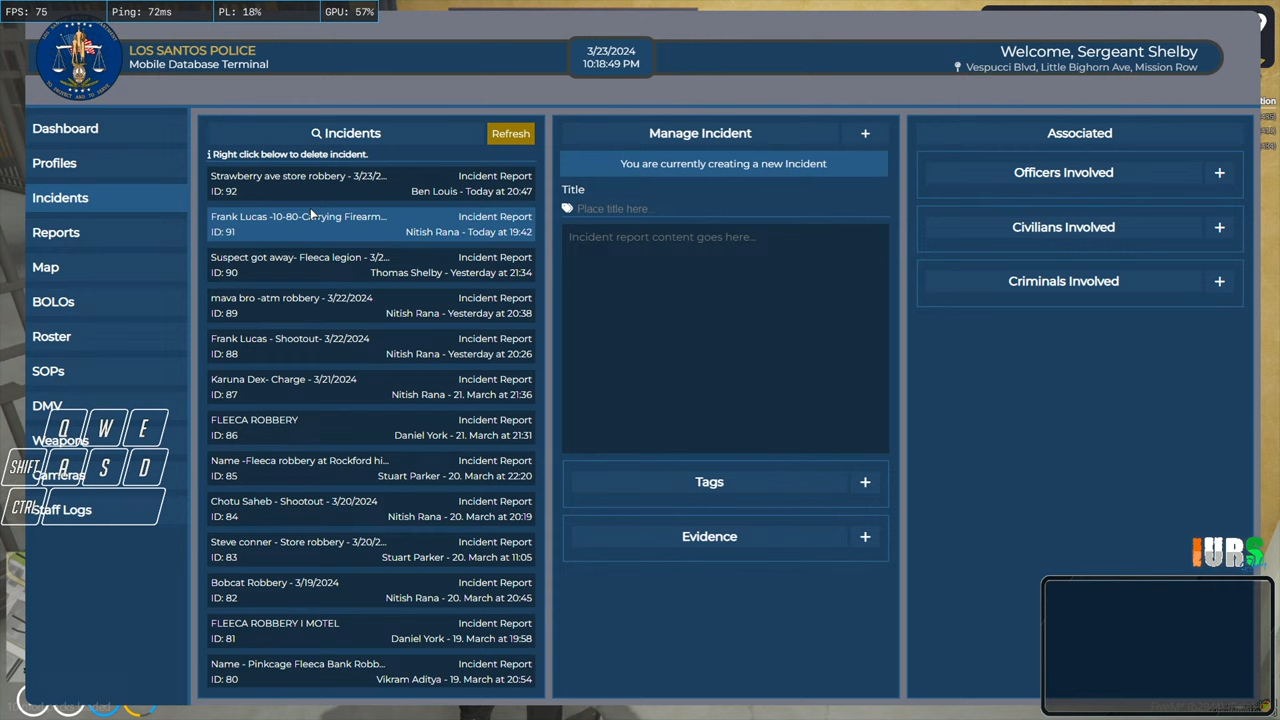 FPS: 75 Ping: 72ms PL: 18% GPU: 57%
LOS SANTOS POLICE
Mobile Database Terminal
3/23/2024
10:18:49 PM
Welcome, Sergeant Shelby
Vespucci Blvd, Little Bighorn Ave, Mission Row
Dashboard
Profiles
Incidents
Reports
Map
BOLOs
Roster
SOPs
DMV
Weapons
Cameras
Staff Logs
Q W E
SHIFT A S D
CTRL
Incidents Refresh
Right click below to delete incident.
Strawberry ave store robbery - 3/23/2... Incident Report
ID: 92 Ben Louis - Today at 20:47
Frank Lucas -10-80-Carrying Firearm... Incident Report
ID: 91 Nitish Rana - Today at 19:42
Suspect got away- Fleeca legion - 3/2... Incident Report
ID: 90 Thomas Shelby - Yesterday at 21:34
mava bro -atm robbery - 3/22/2024 Incident Report
ID: 89 Nitish Rana - Yesterday at 20:38
Frank Lucas - Shootout- 3/22/2024 Incident Report
ID: 88 Nitish Rana - Yesterday at 20:26
Karuna Dex- Charge - 3/21/2024 Incident Report
ID: 87 Nitish Rana - 21. March at 21:36
FLEECA ROBBERY Incident Report
ID: 86 Daniel York - 21. March at 21:31
Name -Fleeca robbery at Rockford hi... Incident Report
ID: 85 Stuart Parker - 20. March at 22:20
Chotu Saheb - Shootout - 3/20/2024 Incident Report
ID: 84 Nitish Rana - 20. March at 20:19
Steve conner - Store robbery - 3/20/2... Incident Report
ID: 83 Stuart Parker - 20. March at 11:05
Bobcat Robbery - 3/19/2024 Incident Report
ID: 82 Nitish Rana - 20. March at 20:45
FLEECA ROBBERY I MOTEL Incident Report
ID: 81 Daniel York - 19. March at 19:58
Name - Pinkcage Fleeca Bank Robb... Incident Report
ID: 80 Vikram Aditya - 19. March at 20:54
Manage Incident +
You are currently creating a new Incident
Title
Place title here...
Incident report content goes here...
Tags +
Evidence +
Associated
Officers Involved +
Civilians Involved +
Criminals Involved +
IURS